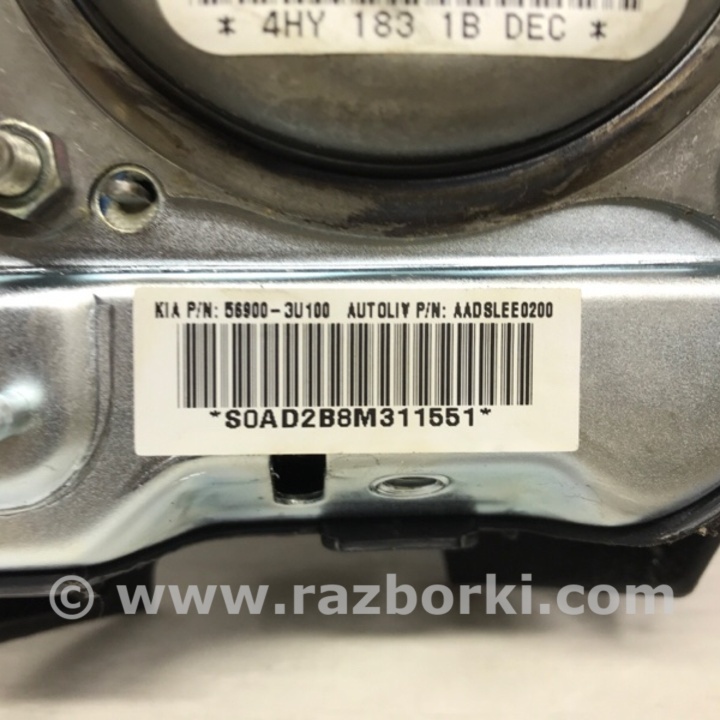 * 4HY 183 1B DEC *
KIA P/N: 56900-3U100 AUTOLIV P/N: AADSLEE0200
*S0AD2B8M311551*
© www.razborki.com